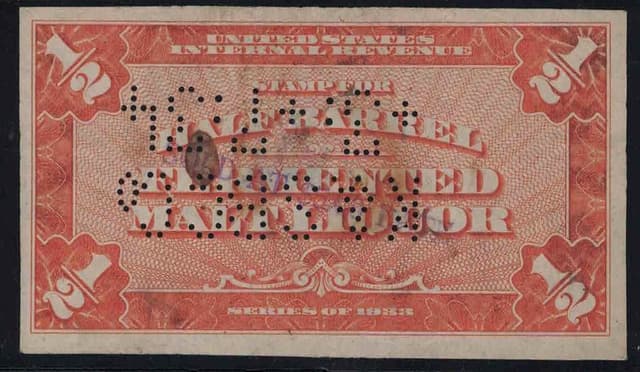 UNITED STATES
INTERNAL REVENUE
1/2
1/2
STAMP FOR
HALF BARREL
FERMENTED
MALT LIQUOR
1/2
1/2
SERIES OF 1933